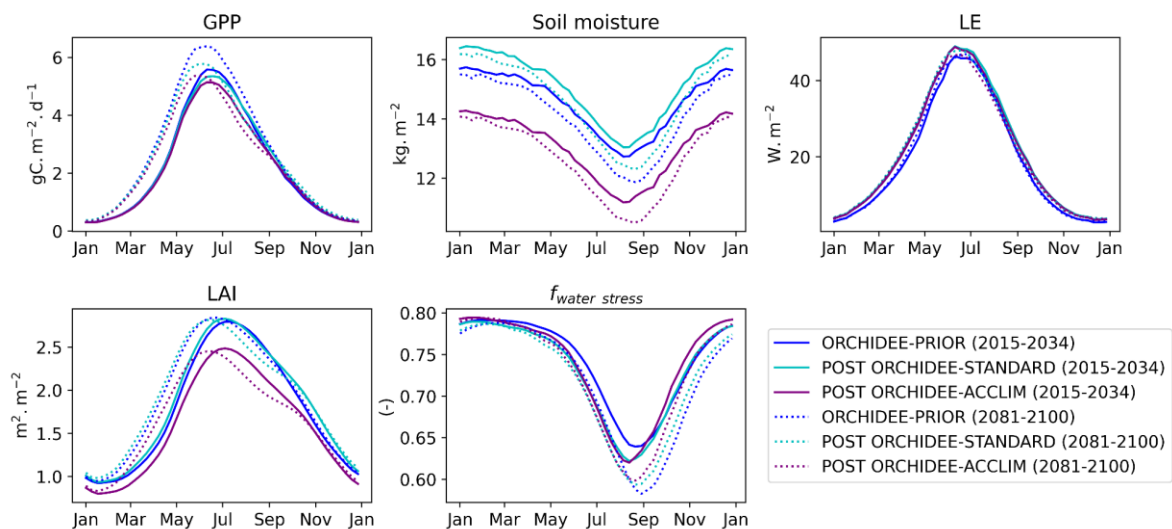 GPP
gC. m⁻² d⁻¹
6
4
2
0
Jan Mar May Jul Sep Nov Jan
Soil moisture
kg. m⁻²
16
14
12
Jan Mar May Jul Sep Nov Jan
LE
W. m⁻²
40
20
Jan Mar May Jul Sep Nov Jan
LAI
m². m⁻²
2.5
2.0
1.5
1.0
Jan Mar May Jul Sep Nov Jan
f water stress
(-)
0.80
0.75
0.70
0.65
0.60
Jan Mar May Jul Sep Nov Jan
ORCHIDEE-PRIOR (2015-2034)
POST ORCHIDEE-STANDARD (2015-2034)
POST ORCHIDEE-ACCLIM (2015-2034)
ORCHIDEE-PRIOR (2081-2100)
POST ORCHIDEE-STANDARD (2081-2100)
POST ORCHIDEE-ACCLIM (2081-2100)